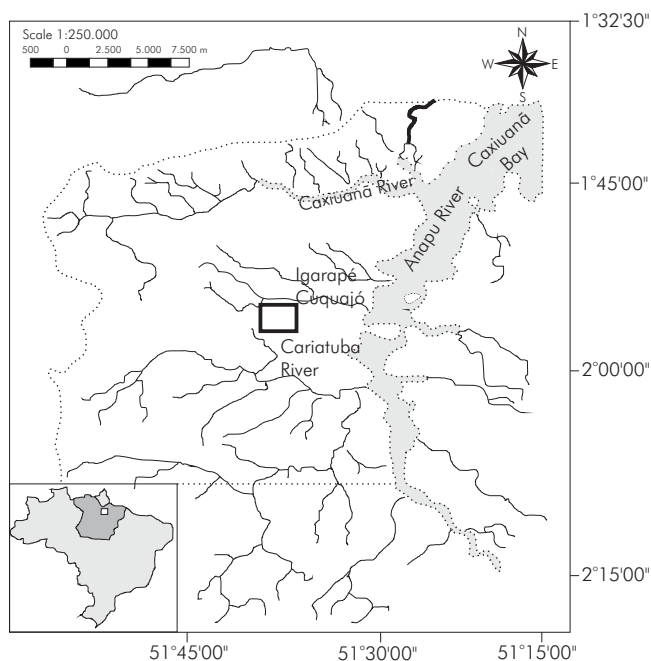 Scale 1:250.000
500 0 2.500 5.000 7.500 m
N
W E
S
1°32'30"
Caxiuanã
Bay
1°45'00"
Caxiuanã River
Anapu River
Igarapé
Cuquajó
Cariatuba
River
2°00'00"
2°15'00"
51°45'00" 51°30'00" 51°15'00"